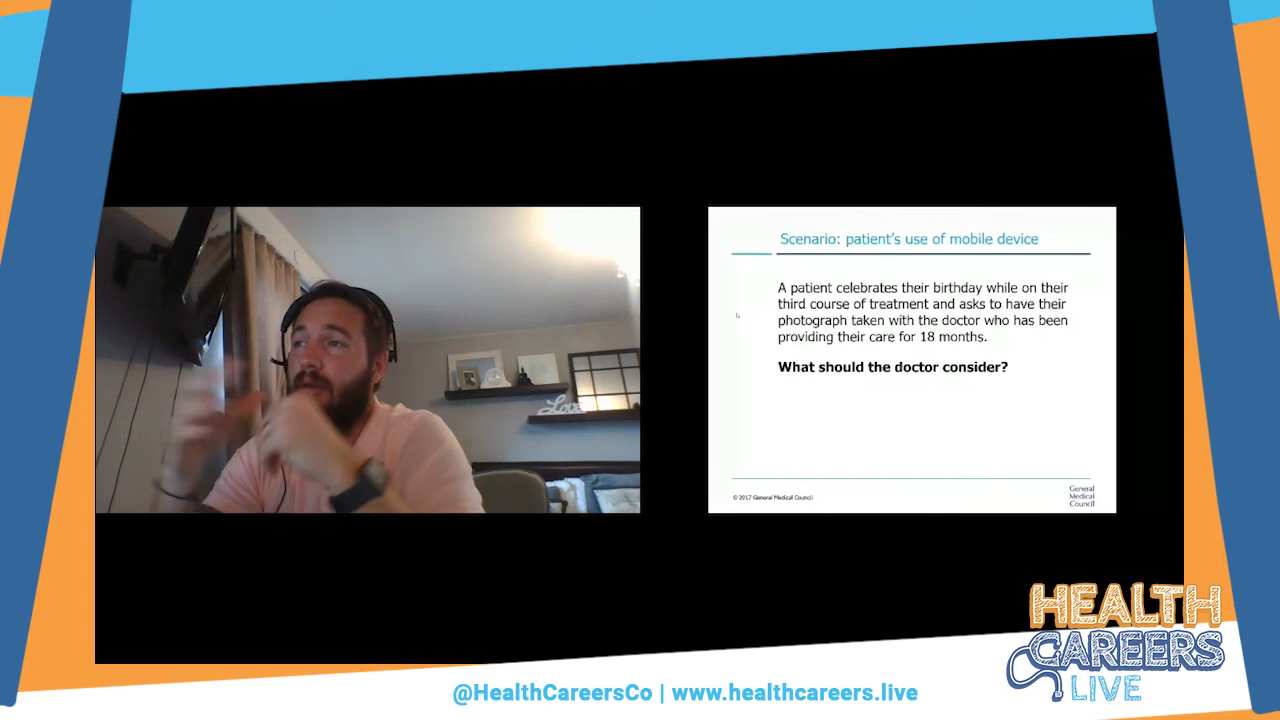 Love
Scenario: patient's use of mobile device
A patient celebrates their birthday while on their
third course of treatment and asks to have their
photograph taken with the doctor who has been
providing their care for 18 months.
What should the doctor consider?
© 2017 General Medical Council
General
Medical
Council
HEALTH
CAREERS
LIVE
@HealthCareersCo | www.healthcareers.live